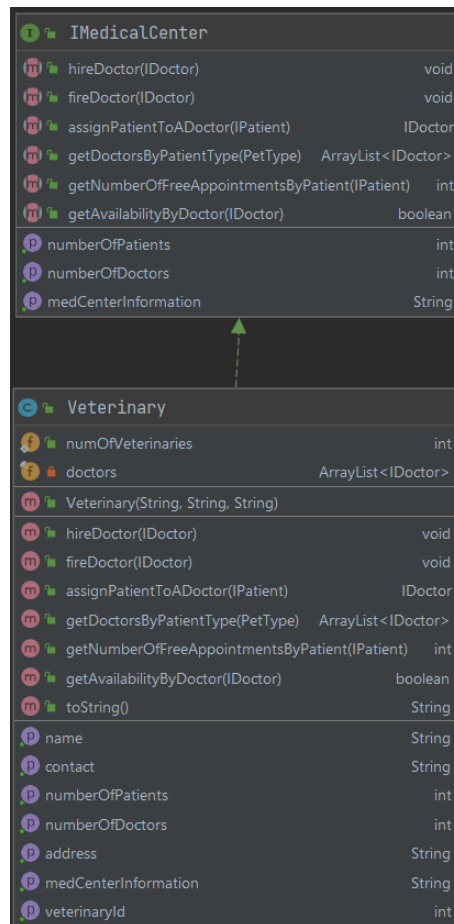 I IMedicalCenter
m hireDoctor(IDoctor) void
m fireDoctor(IDoctor) void
m assignPatientToADoctor(IPatient) IDoctor
m getDoctorsByPatientType(PetType) ArrayList<IDoctor>
m getNumberOfFreeAppointmentsByPatient(IPatient) int
m getAvailabilityByDoctor(IDoctor) boolean
p numberOfPatients int
p numberOfDoctors int
p medCenterInformation String
C Veterinary
f numOfVeterinaries int
f doctors ArrayList<IDoctor>
m Veterinary(String, String, String)
m hireDoctor(IDoctor) void
m fireDoctor(IDoctor) void
m assignPatientToADoctor(IPatient) IDoctor
m getDoctorsByPatientType(PetType) ArrayList<IDoctor>
m getNumberOfFreeAppointmentsByPatient(IPatient) int
m getAvailabilityByDoctor(IDoctor) boolean
m toString() String
p name String
p contact String
p numberOfPatients int
p numberOfDoctors int
p address String
p medCenterInformation String
p veterinaryId int